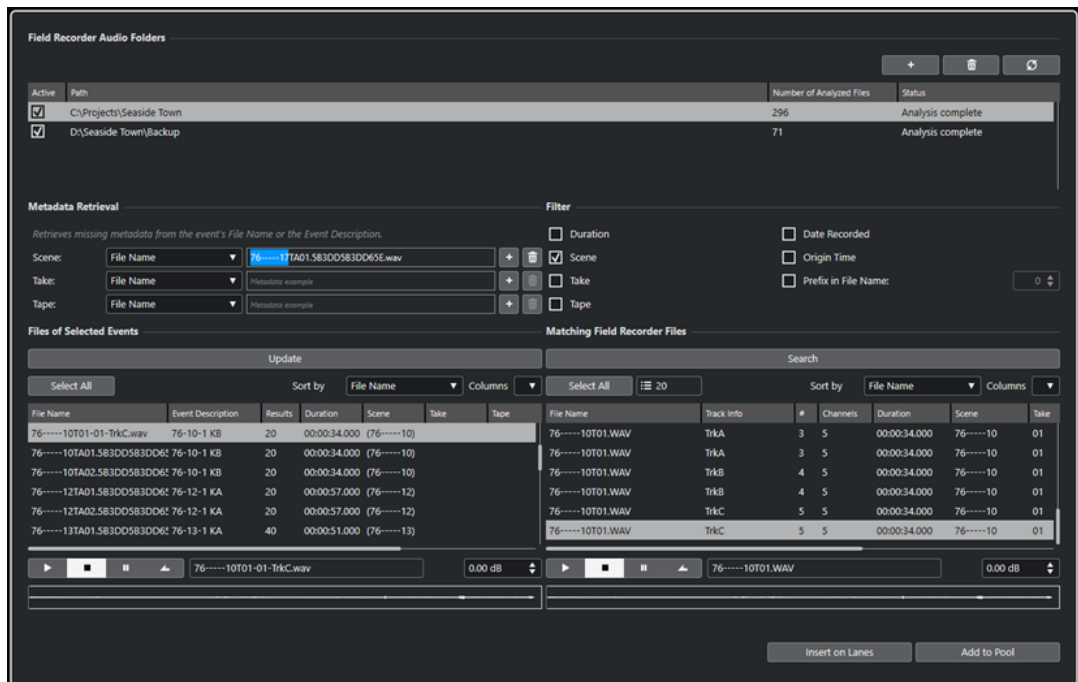 Field Recorder Audio Folders
+
Active Path Number of Analyzed Files Status
C:\Projects\Seaside Town 296 Analysis complete
D:\Seaside Town\Backup 71 Analysis complete
Metadata Retrieval Filter
Retrieves missing metadata from the event's File Name or the Event Description. Duration Date Recorded
Scene: File Name 76-----17TA01.5B3DD5B3DD65E.wav + Scene Origin Time
Take: File Name Metadata example + Take Prefix in File Name: 0
Tape: File Name Metadata example + Tape
Files of Selected Events Matching Field Recorder Files
Update Search
Select All Sort by File Name Columns Select All 20 Sort by File Name Columns
File Name Event Description Results Duration Scene Take Tape File Name Track Info # Channels Duration Scene Take
76-----10T01-01-TrkC.wav 76-10-1 KB 20 00:00:34.000 (76-----10) 76-----10T01.WAV TrkA 3 5 00:00:34.000 76-----10 01
76-----10TA01.5B3DD5B3DD65 76-10-1 KB 20 00:00:34.000 (76-----10) 76-----10T01.WAV TrkA 3 5 00:00:34.000 76-----10 01
76-----10TA02.5B3DD5B3DD65 76-10-1 KB 20 00:00:34.000 (76-----10) 76-----10T01.WAV TrkB 4 5 00:00:34.000 76-----10 01
76-----12TA01.5B3DD5B3DD65 76-12-1 KA 20 00:00:57.000 (76-----12) 76-----10T01.WAV TrkB 4 5 00:00:34.000 76-----10 01
76-----12TA02.5B3DD5B3DD65 76-12-1 KA 20 00:00:57.000 (76-----12) 76-----10T01.WAV TrkC 5 5 00:00:34.000 76-----10 01
76-----13TA01.5B3DD5B3DD65 76-13-1 KA 40 00:00:51.000 (76-----13) 76-----10T01.WAV TrkC 5 5 00:00:34.000 76-----10 01
76-----10T01-01-TrkC.wav 0.00 dB 76-----10T01.WAV 0.00 dB
Insert on Lanes Add to Pool